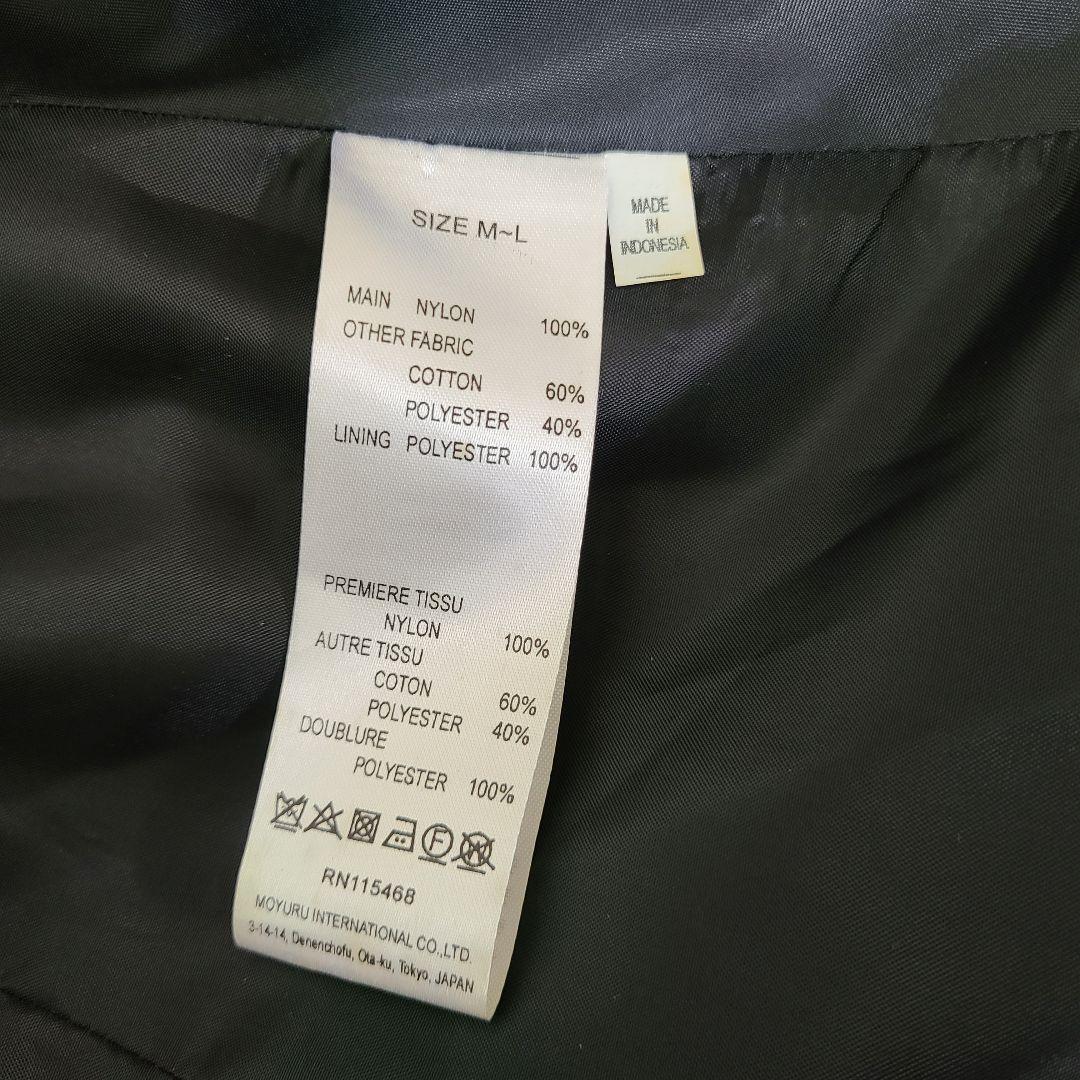 SIZE M~L
MAIN NYLON 100%
OTHER FABRIC
COTTON 60%
POLYESTER 40%
LINING POLYESTER 100%
PREMIERE TISSU
NYLON 100%
AUTRE TISSU
COTON 60%
POLYESTER 40%
DOUBLURE
POLYESTER 100%
F W
RN115468
MOYURU INTERNATIONAL CO.,LTD.
3-14-14, Denenchofu, Ota-ku, Tokyo, JAPAN
MADE
IN
INDONESIA